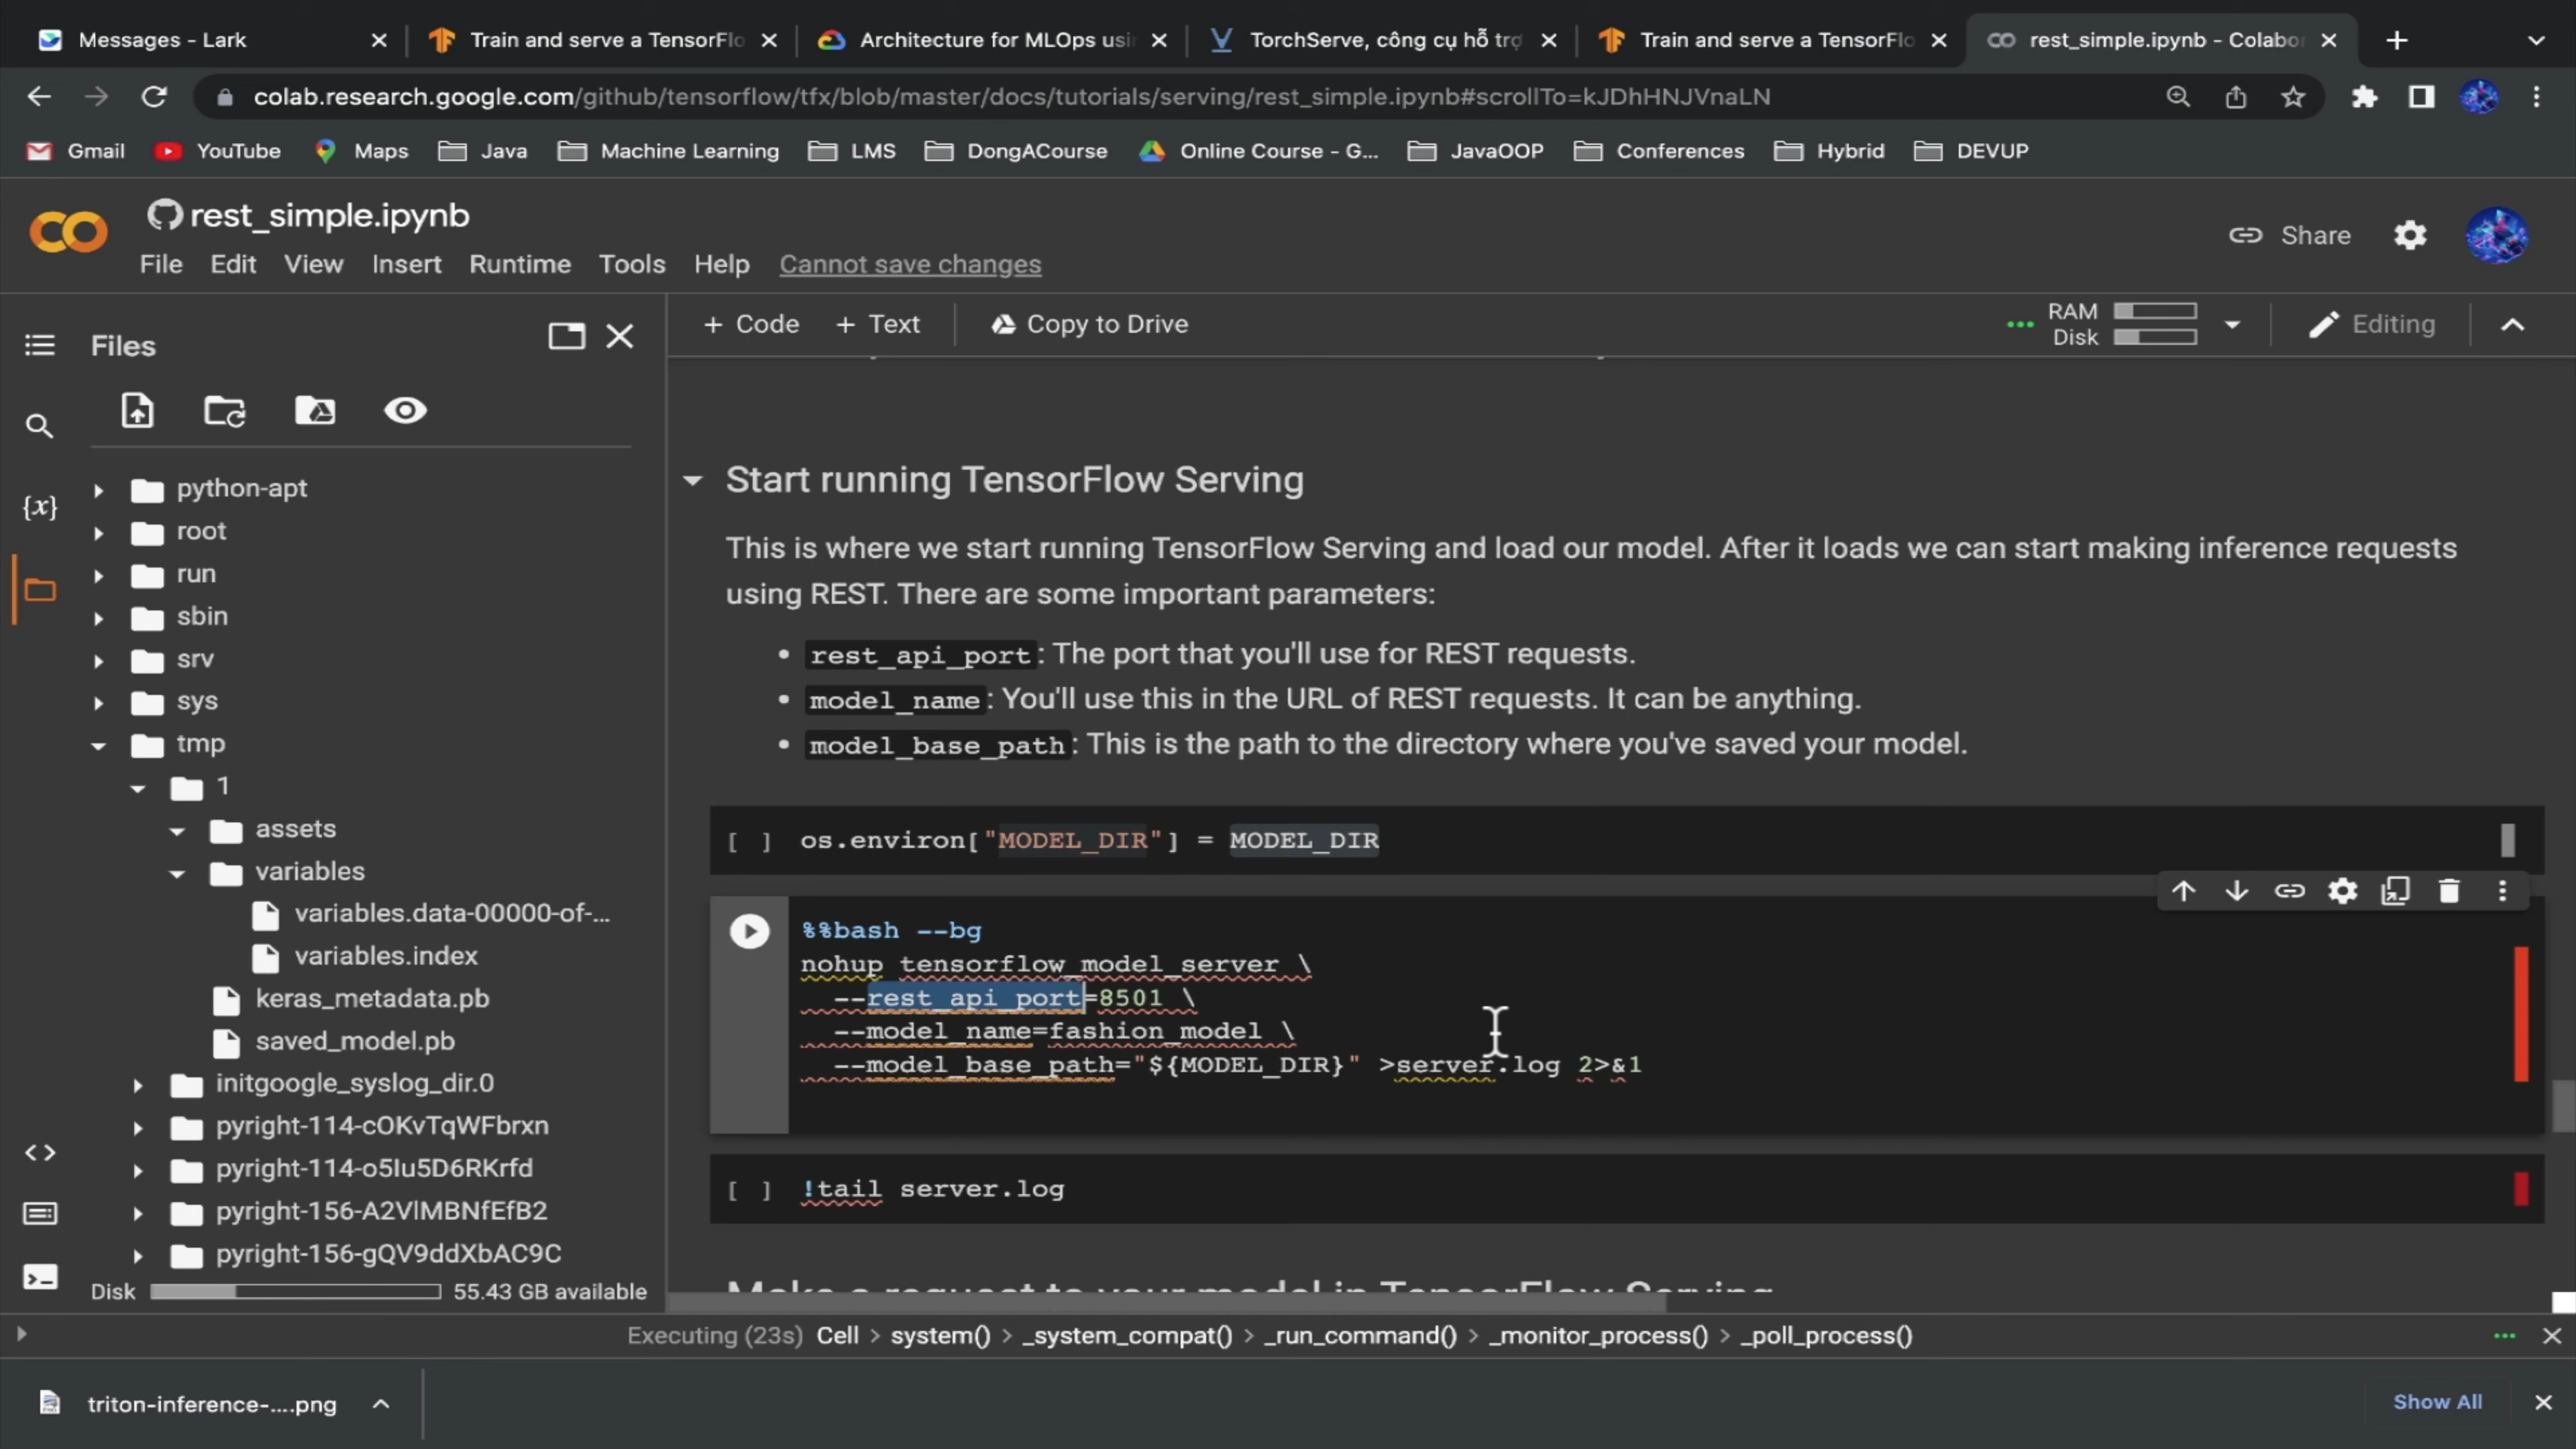 Messages - Lark
Train and serve a TensorFlo
Architecture for MLOps usin
TorchServe, công cụ hỗ trợ
Train and serve a TensorFlo
rest_simple.ipynb - Colabor
colab.research.google.com/github/tensorflow/tfx/blob/master/docs/tutorials/serving/rest_simple.ipynb#scrollTo=kJDhHNJVnaLN
Gmail YouTube Maps Java Machine Learning LMS DongACourse Online Course - G... JavaOOP Conferences Hybrid DEVUP
rest_simple.ipynb
File Edit View Insert Runtime Tools Help Cannot save changes
Share
Files
+ Code + Text Copy to Drive
RAM
Disk
Editing
python-apt
root
run
sbin
srv
sys
tmp
1
assets
variables
variables.data-00000-of-...
variables.index
keras_metadata.pb
saved_model.pb
initgoogle_syslog_dir.0
pyright-114-cOKvTqWFbrxn
pyright-114-o5Iu5D6RKrfd
pyright-156-A2VlMBNfEfB2
pyright-156-gQV9ddXbAC9C
Disk 55.43 GB available
Start running TensorFlow Serving
This is where we start running TensorFlow Serving and load our model. After it loads we can start making inference requests
using REST. There are some important parameters:
• rest_api_port: The port that you'll use for REST requests.
• model_name: You'll use this in the URL of REST requests. It can be anything.
• model_base_path: This is the path to the directory where you've saved your model.
[ ] os.environ["MODEL_DIR"] = MODEL_DIR
%%bash --bg
nohup tensorflow_model_server \
--rest_api_port=8501 \
--model_name=fashion_model \
--model_base_path="${MODEL_DIR}" >server.log 2>&1
[ ] !tail server.log
Make a request to your model in TensorFlow Serving
Executing (23s) Cell > system() > _system_compat() > _run_command() > _monitor_process() > _poll_process()
triton-inference-....png
Show All